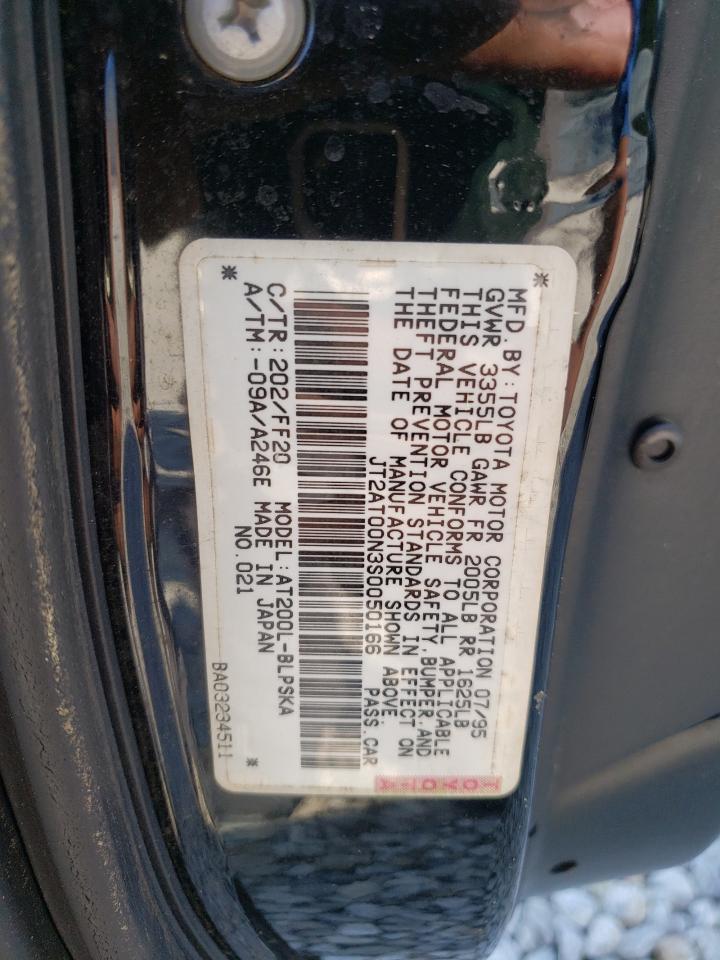 MFD.BY:TOYOTA MOTOR CORPORATION 07/95
GVWR 3355LB GAWR FR 2005LB RR 1625LB
THIS VEHICLE CONFORMS TO ALL APPLICABLE
FEDERAL MOTOR VEHICLE SAFETY,BUMPER,AND
THEFT PREVENTION STANDARDS IN EFFECT ON
THE DATE OF MANUFACTURE SHOWN ABOVE.
JT2AT00N3S0050166 PASS.CAR
C/TR:202/FF20 MODEL:AT200L-BLPSKA
A/TM:-09A/A246E MADE IN JAPAN
NO.021
BA03234511
TOYOTA